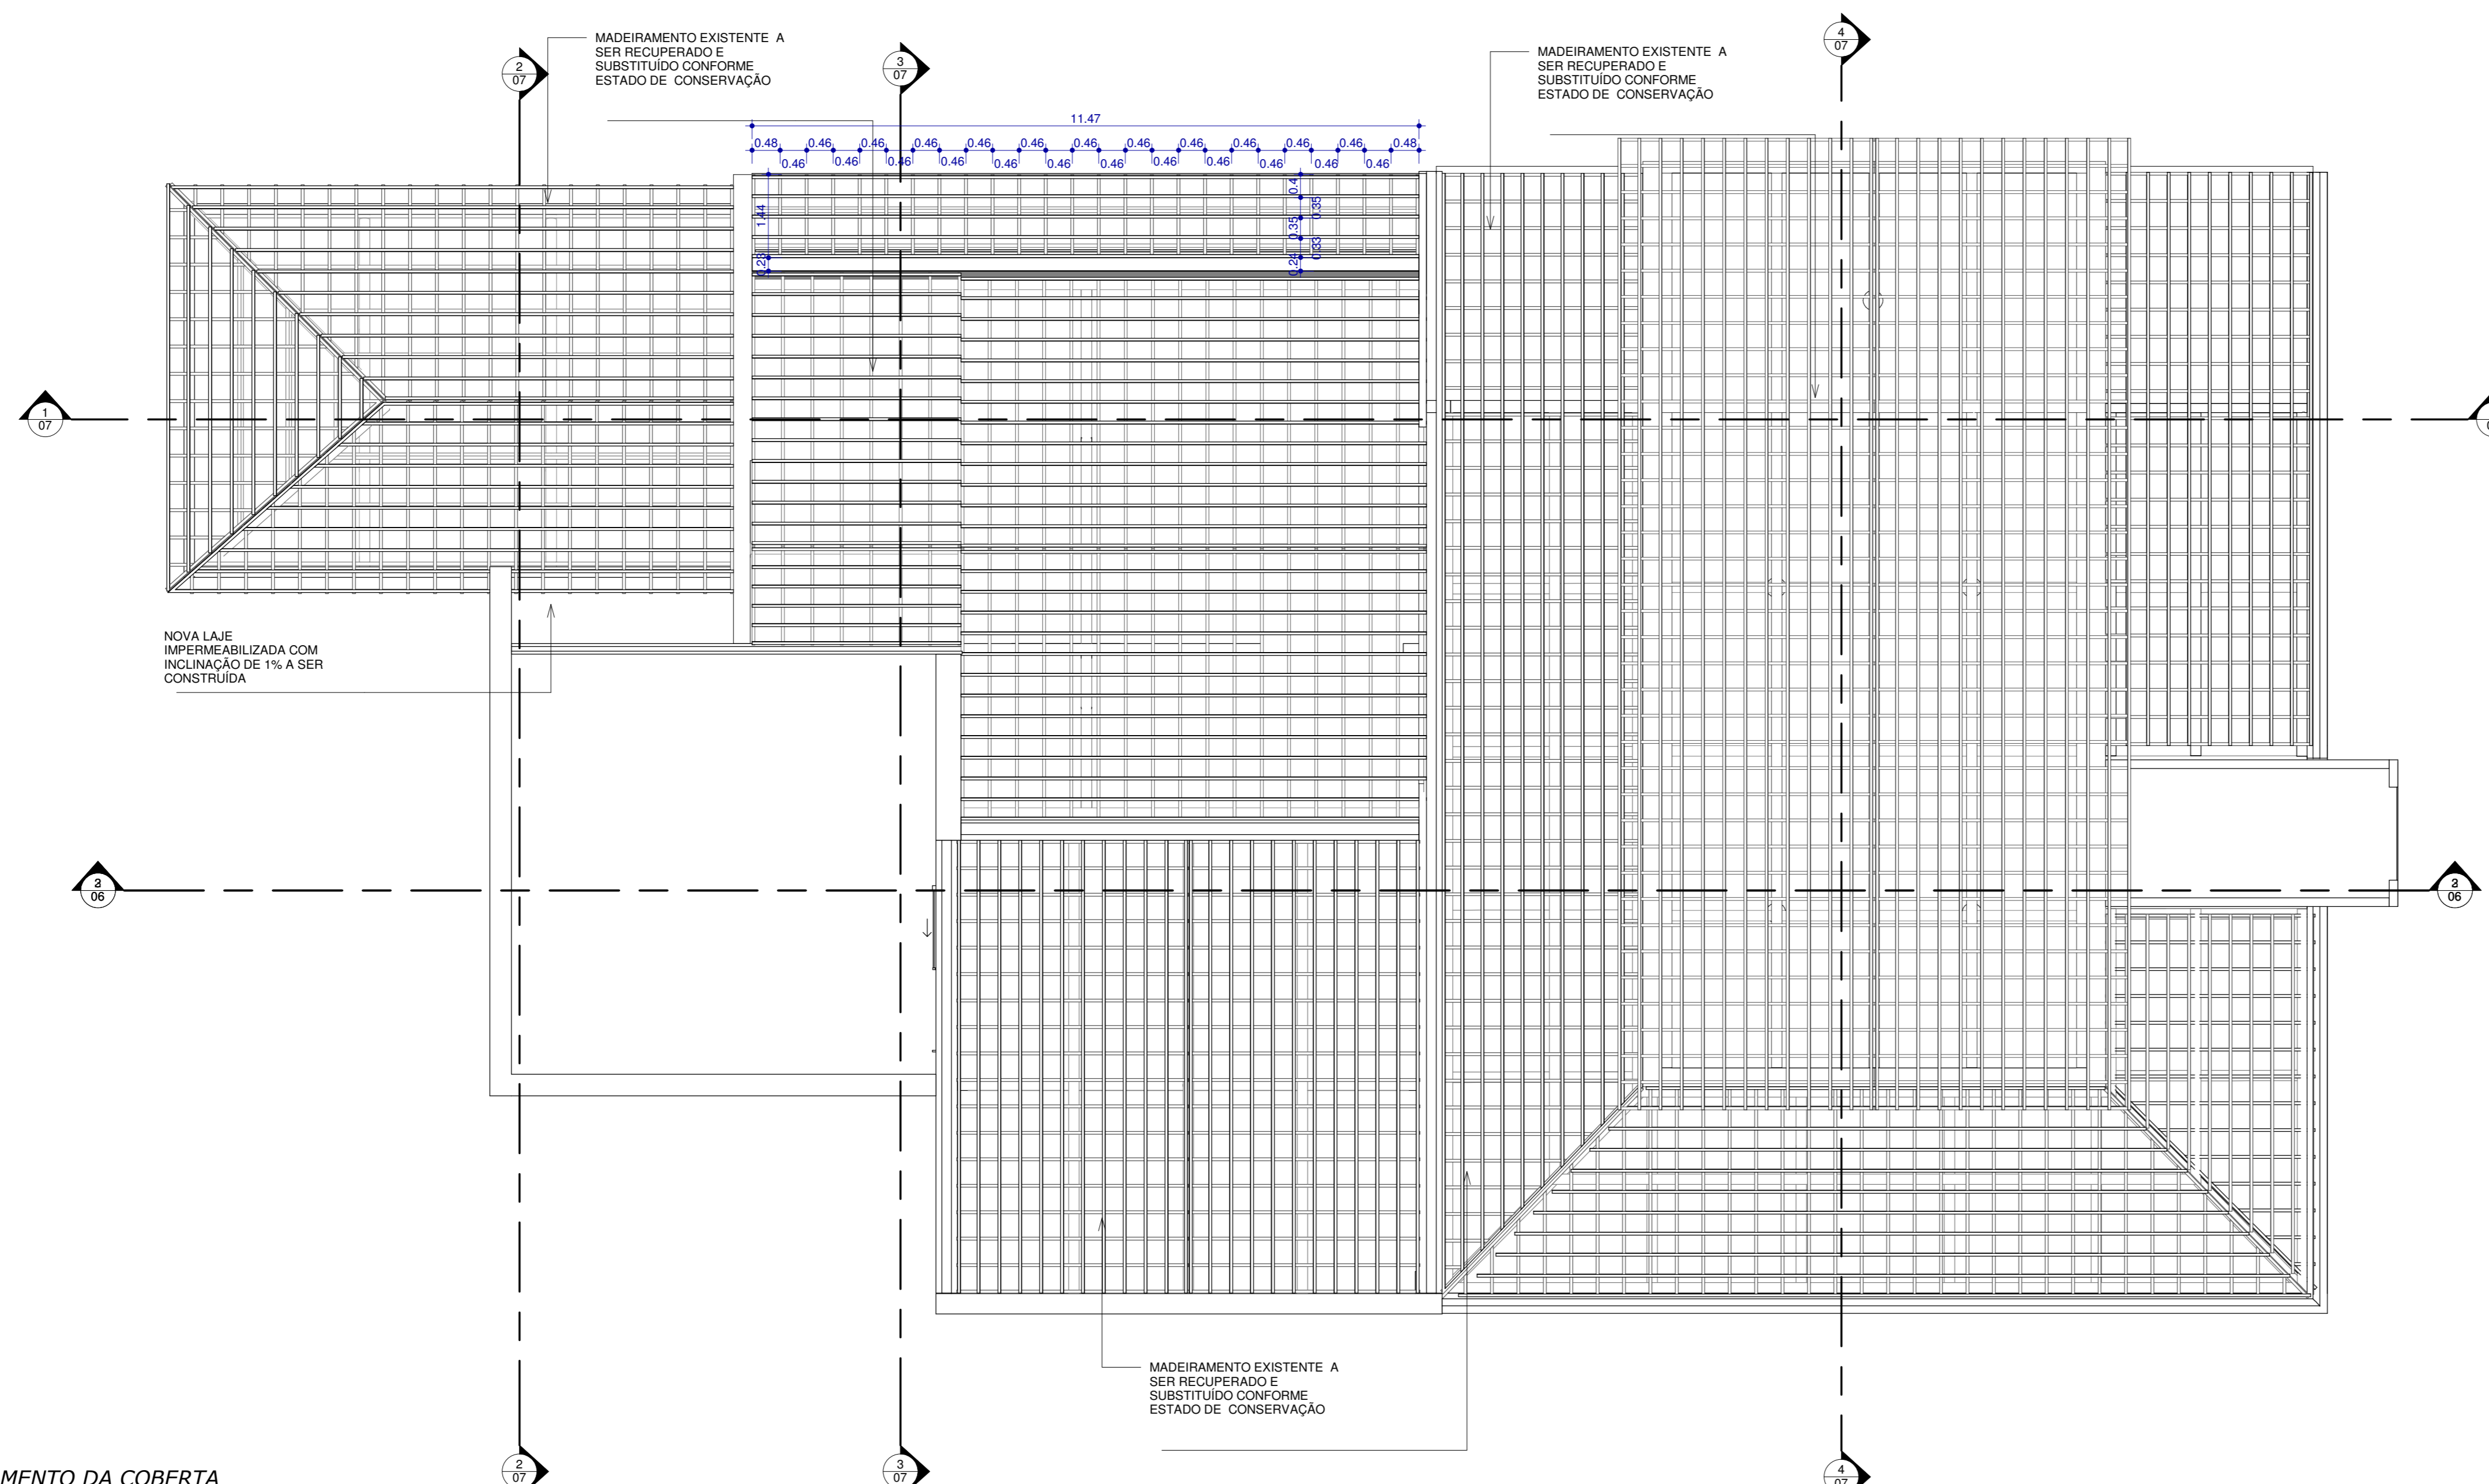 MADEIRAMENTO EXISTENTE A
SER RECUPERADO E
SUBSTITUÍDO CONFORME
ESTADO DE CONSERVAÇÃO
MADEIRAMENTO EXISTENTE A
SER RECUPERADO E
SUBSTITUÍDO CONFORME
ESTADO DE CONSERVAÇÃO
2
07
3
07
4
07
11.47
0.48 0.46 0.46 0.46 0.46 0.46 0.46 0.46 0.46 0.46 0.46 0.46 0.48
0.46 0.46 0.46 0.46 0.46 0.46 0.46 0.46 0.46 0.46 0.46 0.46
1.44
0.23
0.4
0.35
0.35
0.33
0.24
1
07
NOVA LAJE
IMPERMEABILIZADA COM
INCLINAÇÃO DE 1% A SER
CONSTRUÍDA
06
06
MADEIRAMENTO EXISTENTE A
SER RECUPERADO E
SUBSTITUÍDO CONFORME
ESTADO DE CONSERVAÇÃO
MENTO DA COBERTA
2
07
3
07
4
07